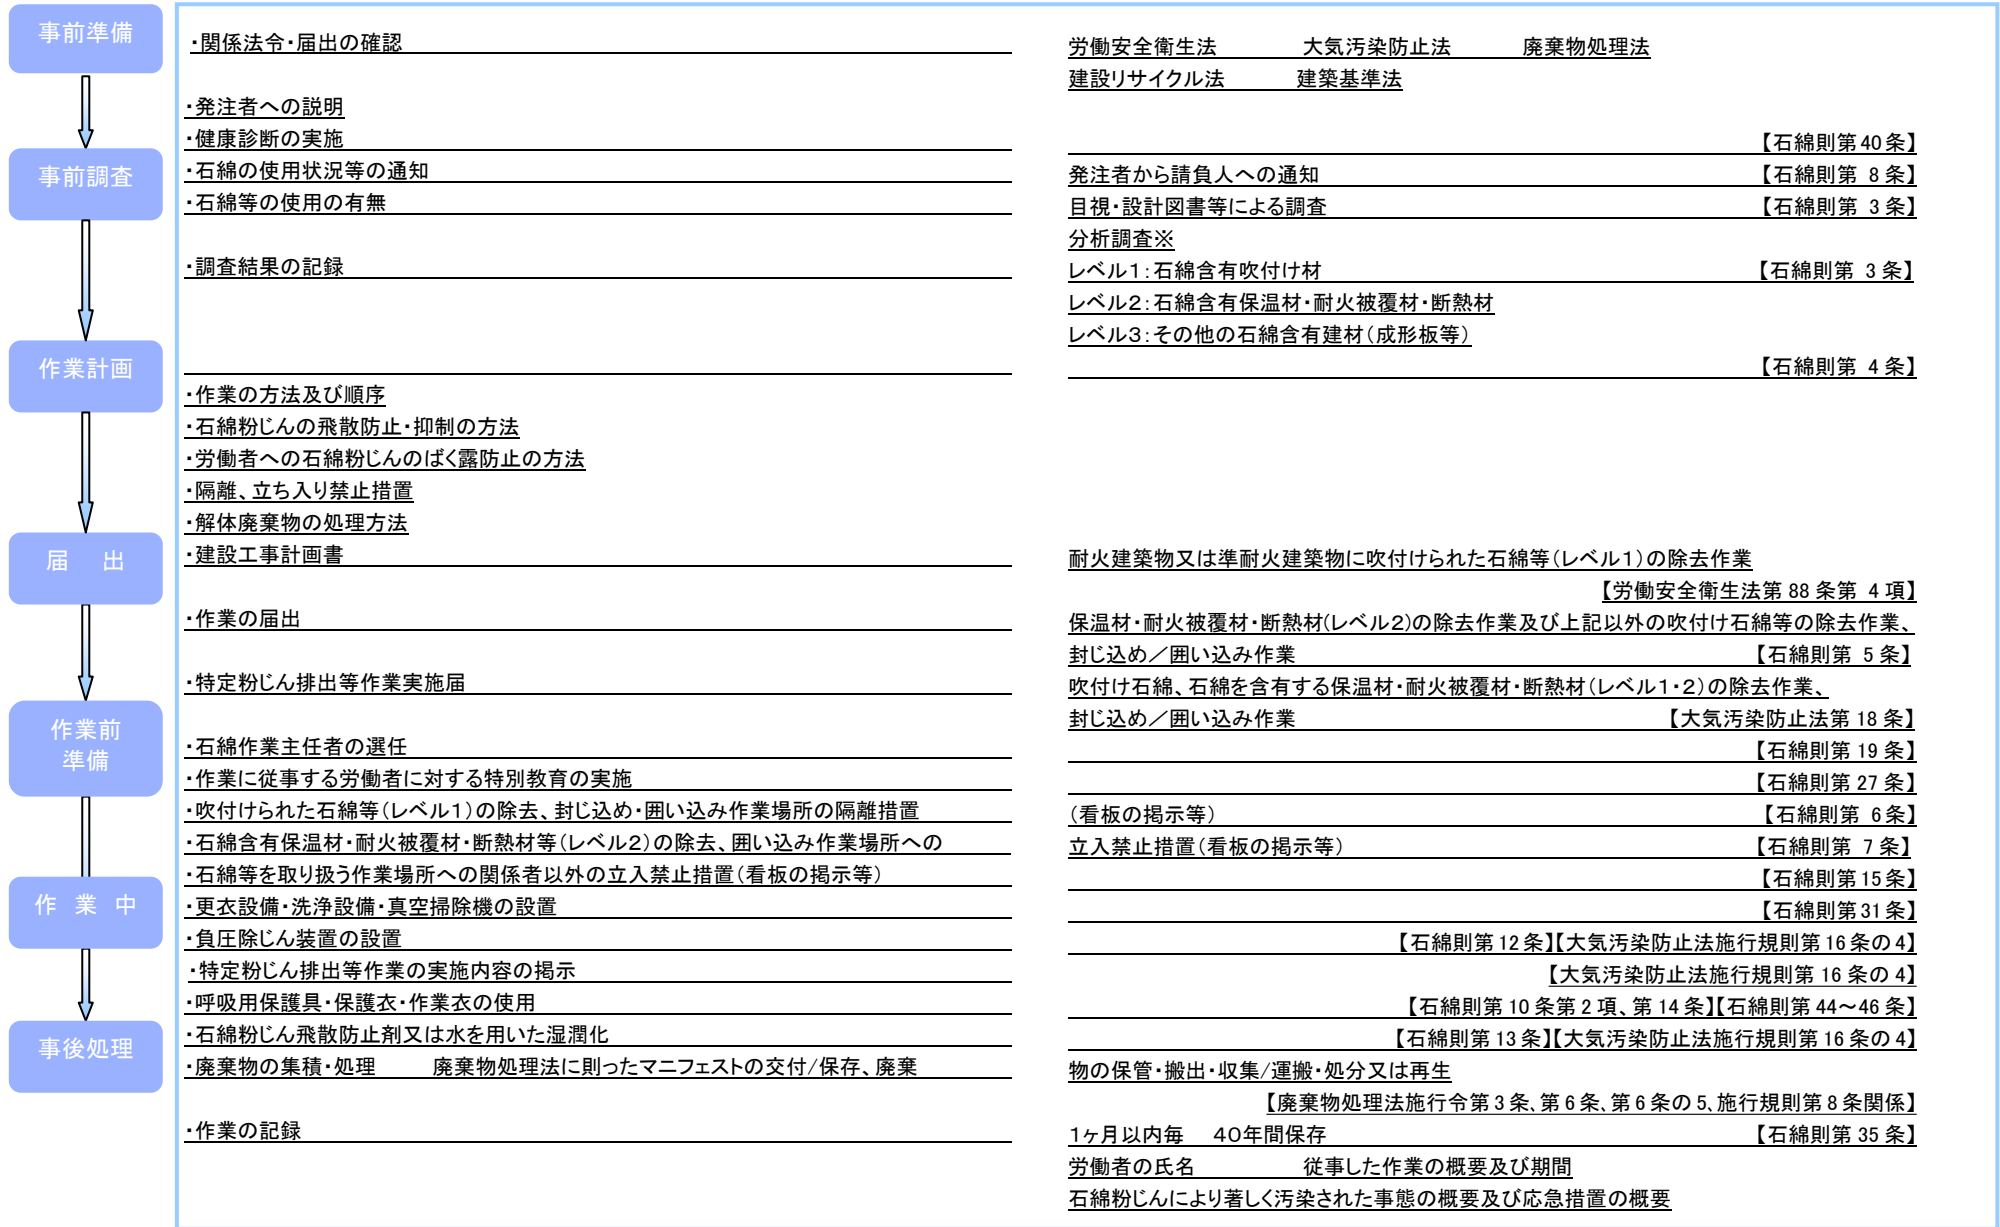 事前準備
・関係法令・届出の確認 労働安全衛生法 大気汚染防止法 廃棄物処理法
建設リサイクル法 建築基準法
・発注者への説明
・健康診断の実施 【石綿則第40条】
事前調査
・石綿の使用状況等の通知 発注者から請負人への通知 【石綿則第 8条】
・石綿等の使用の有無 目視・設計図書等による調査 【石綿則第 3条】
分析調査※
・調査結果の記録 レベル1：石綿含有吹付け材 【石綿則第 3条】
レベル2：石綿含有保温材・耐火被覆材・断熱材
レベル3：その他の石綿含有建材（成形板等）
作業計画
【石綿則第 4条】
・作業の方法及び順序
・石綿粉じんの飛散防止・抑制の方法
・労働者への石綿粉じんのばく露防止の方法
・隔離、立ち入り禁止措置
・解体廃棄物の処理方法
届 出
・建設工事計画書 耐火建築物又は準耐火建築物に吹付けられた石綿等（レベル1）の除去作業
【労働安全衛生法第 88 条第 4 項】
・作業の届出 保温材・耐火被覆材・断熱材(レベル2)の除去作業及び上記以外の吹付け石綿等の除去作業、
封じ込め／囲い込み作業 【石綿則第 5条】
・特定粉じん排出等作業実施届 吹付け石綿、石綿を含有する保温材・耐火被覆材・断熱材（レベル1・2）の除去作業、
封じ込め／囲い込み作業 【大気汚染防止法第 18 条】
作業前
準備
・石綿作業主任者の選任 【石綿則第 19 条】
・作業に従事する労働者に対する特別教育の実施 【石綿則第 27 条】
・吹付けられた石綿等（レベル1）の除去、封じ込め・囲い込み作業場所の隔離措置 （看板の掲示等） 【石綿則第 6条】
・石綿含有保温材・耐火被覆材・断熱材等（レベル2）の除去、囲い込み作業場所への 立入禁止措置（看板の掲示等） 【石綿則第 7条】
・石綿等を取り扱う作業場所への関係者以外の立入禁止措置（看板の掲示等） 【石綿則第15条】
作 業 中
・更衣設備・洗浄設備・真空掃除機の設置 【石綿則第31条】
・負圧除じん装置の設置 【石綿則第12条】【大気汚染防止法施行規則第16条の4】
・特定粉じん排出等作業の実施内容の掲示 【大気汚染防止法施行規則第 16 条の 4】
・呼吸用保護具・保護衣・作業衣の使用 【石綿則第 10 条第 2 項、第 14 条】【石綿則第 44～46 条】
・石綿粉じん飛散防止剤又は水を用いた湿潤化 【石綿則第13条】【大気汚染防止法施行規則第16条の4】
事後処理
・廃棄物の集積・処理 廃棄物処理法に則ったマニフェストの交付/保存、廃棄 物の保管・搬出・収集/運搬・処分又は再生
【廃棄物処理法施行令第3条、第6条、第6条の5、施行規則第8条関係】
・作業の記録 1ヶ月以内毎 40年間保存 【石綿則第 35 条】
労働者の氏名 従事した作業の概要及び期間
石綿粉じんにより著しく汚染された事態の概要及び応急措置の概要